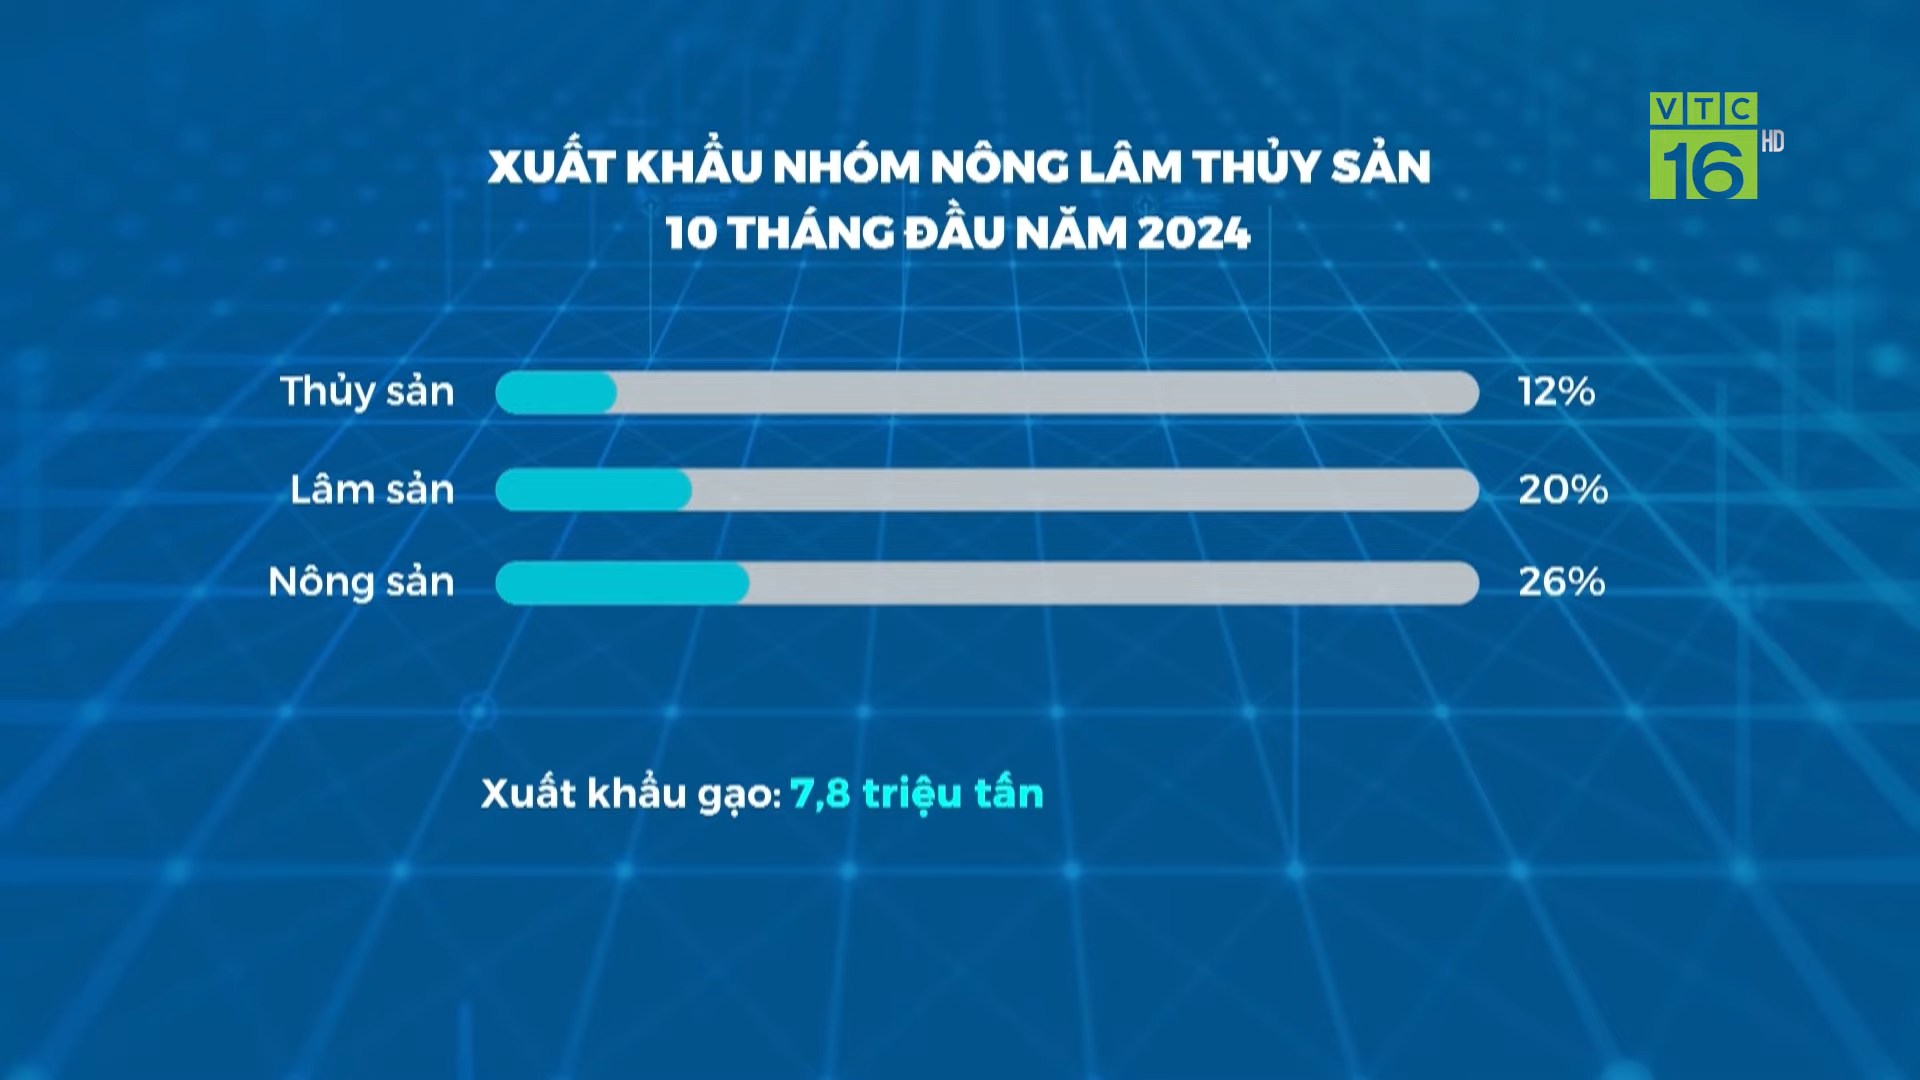 VTC
16 HD
XUẤT KHẨU NHÓM NÔNG LÂM THỦY SẢN
10 THÁNG ĐẦU NĂM 2024
Thủy sản 12%
Lâm sản 20%
Nông sản 26%
Xuất khẩu gạo: 7,8 triệu tấn